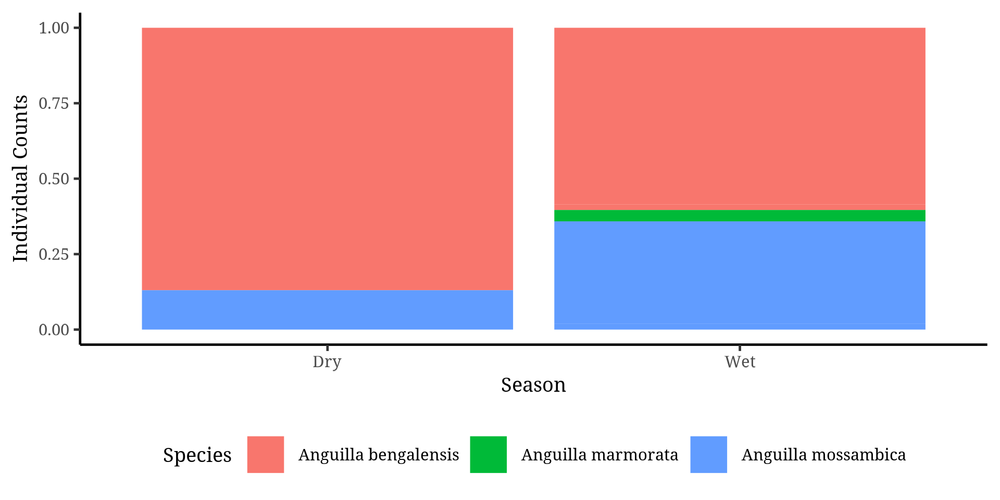 Individual Counts
1.00
0.75
0.50
0.25
0.00
Dry Wet
Season
Species Anguilla bengalensis Anguilla marmorata Anguilla mossambica